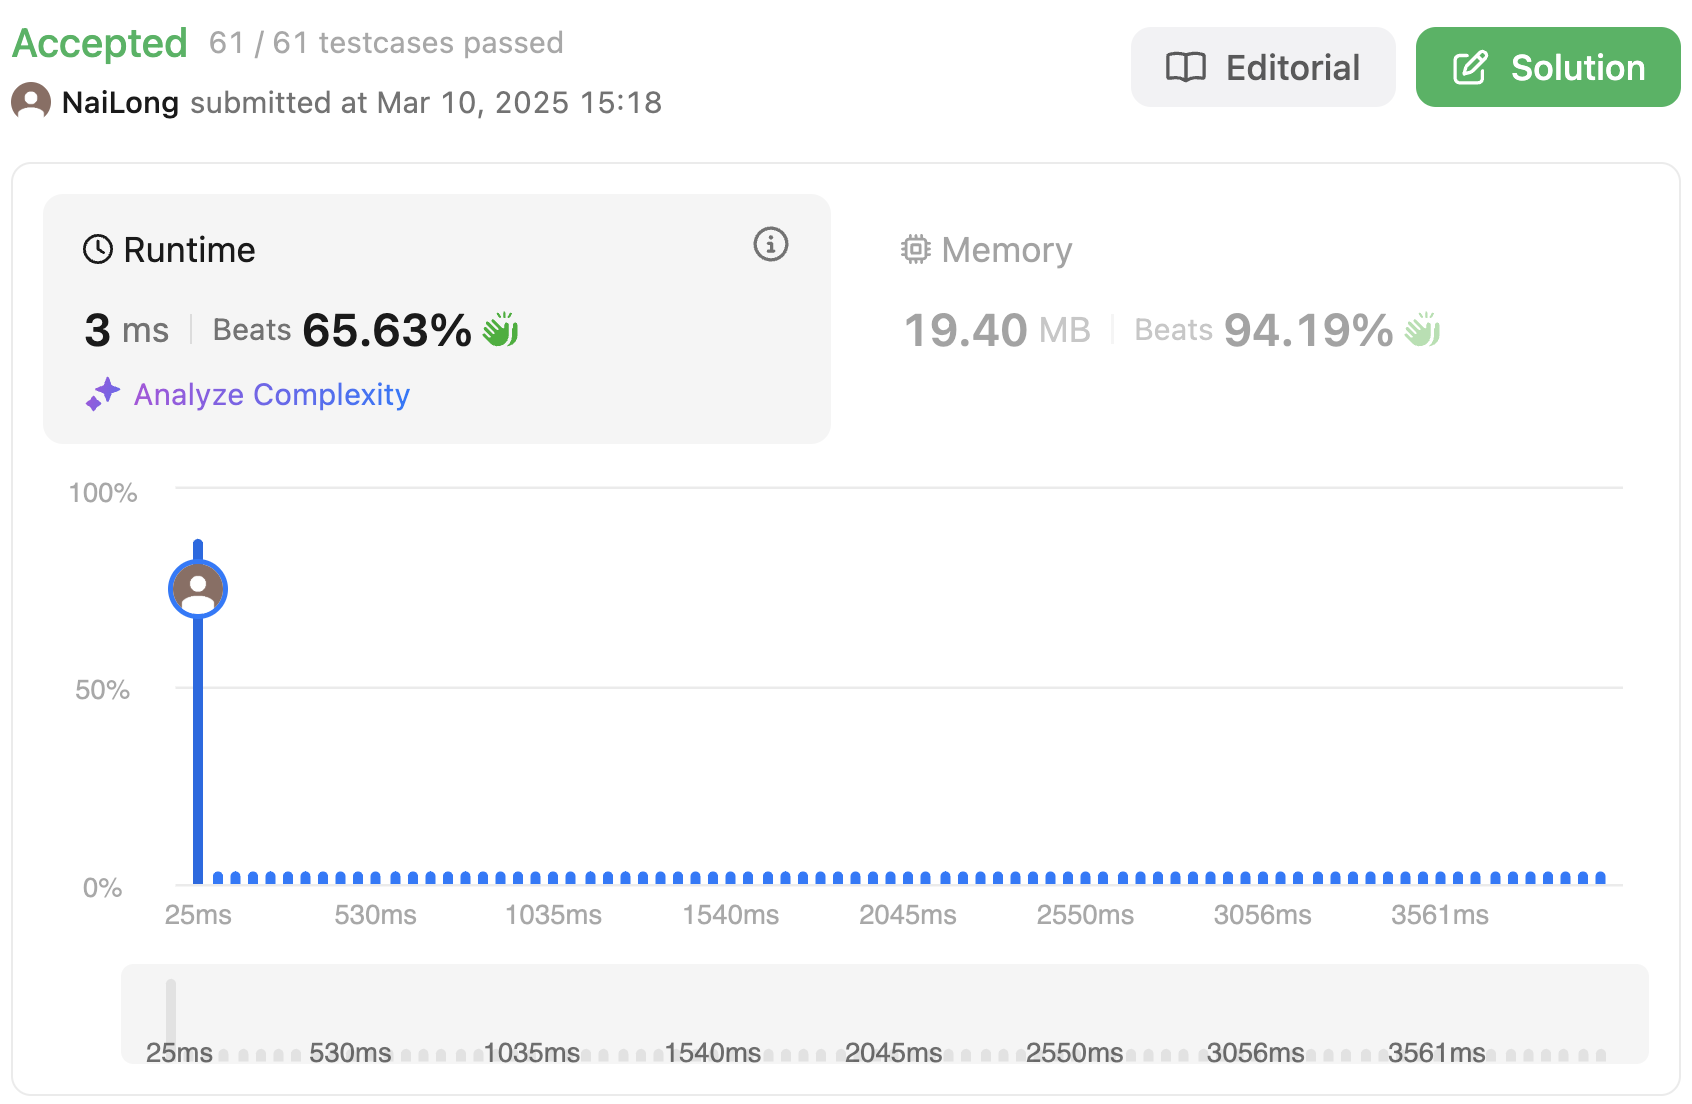 Accepted 61 / 61 testcases passed
NaiLong submitted at Mar 10, 2025 15:18
Editorial
Solution
Runtime
3 ms Beats 65.63%
Analyze Complexity
Memory
19.40 MB Beats 94.19%
100%
50%
0%
25ms 530ms 1035ms 1540ms 2045ms 2550ms 3056ms 3561ms
25ms 530ms 1035ms 1540ms 2045ms 2550ms 3056ms 3561ms